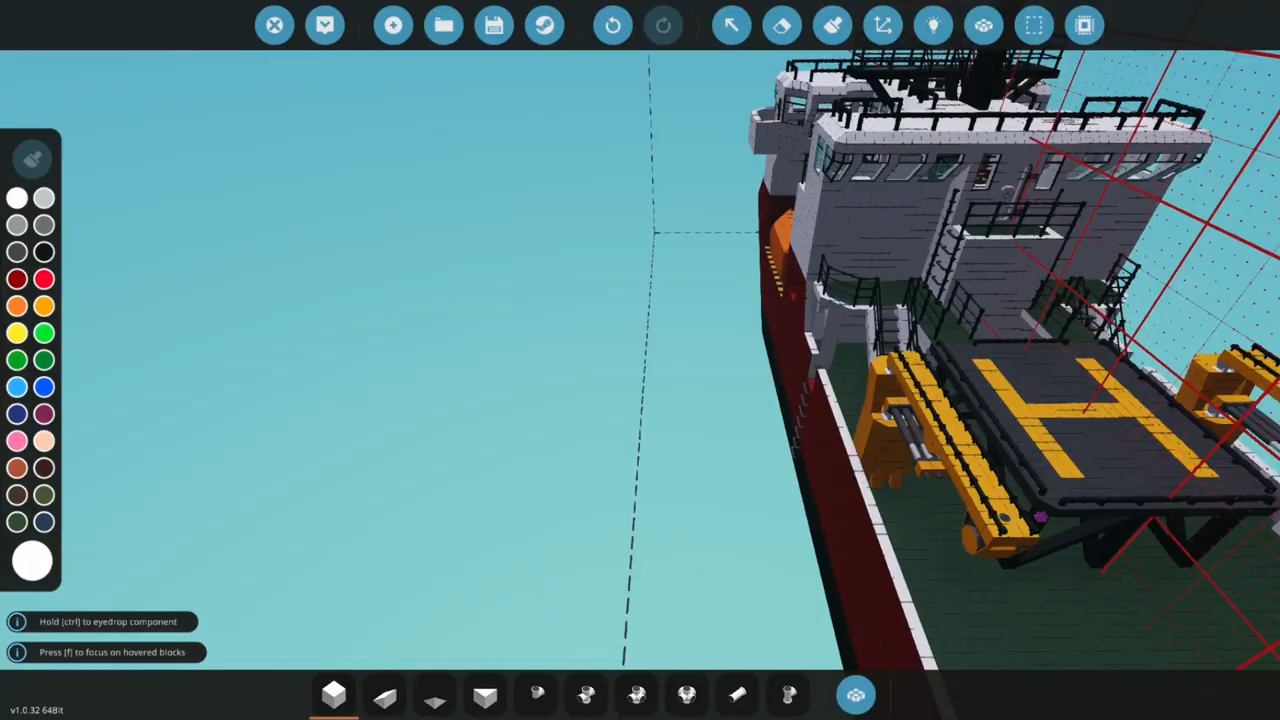 Hold [ctrl] to eyedrop component
Press [f] to focus on hovered blocks
v1.0.32 64Bit
H